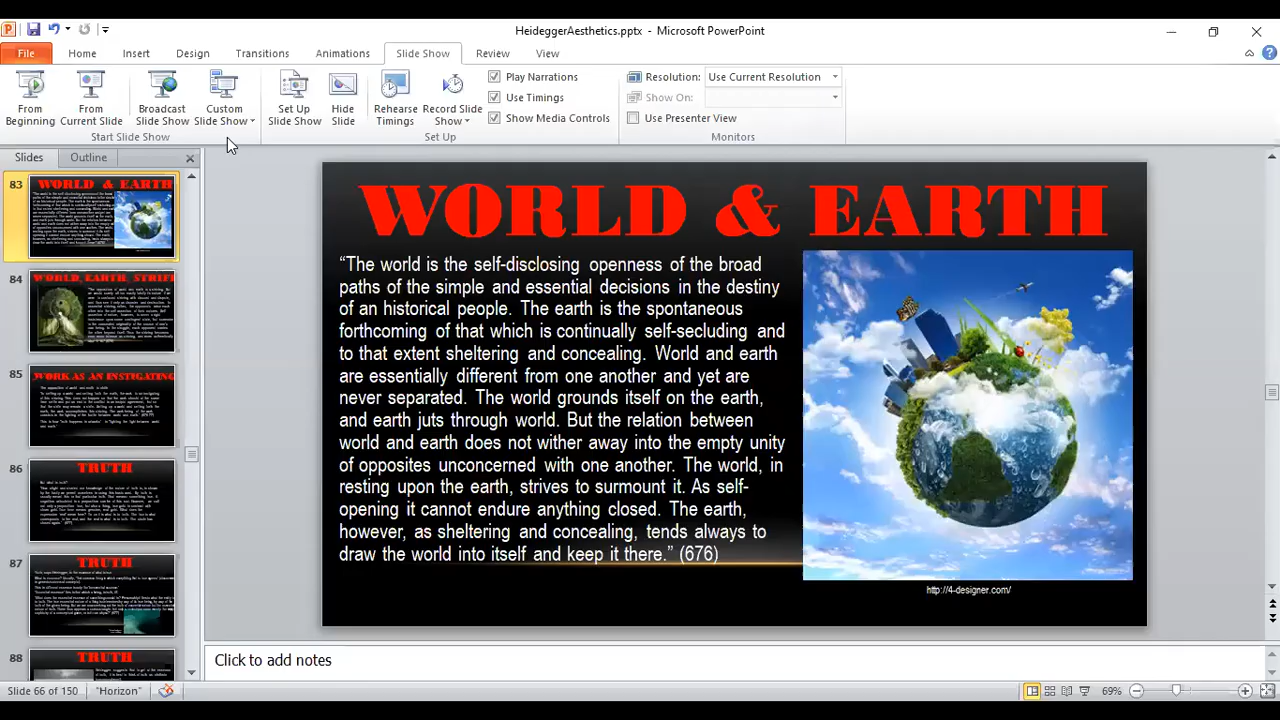 HeideggerAesthetics.pptx - Microsoft PowerPoint
File Home Insert Design Transitions Animations Slide Show Review View
From Beginning
From Current Slide
Broadcast Slide Show
Custom Slide Show
Set Up Slide Show
Hide Slide
Rehearse Timings
Record Slide Show
Play Narrations
Use Timings
Show Media Controls
Resolution: Use Current Resolution
Show On:
Use Presenter View
Start Slide Show
Set Up
Monitors
Slides Outline
83
WORLD & EARTH
84
WORLD, EARTH, STRIFE
85
WORK AS AN INSTIGATING
86
TRUTH
87
TRUTH
88
TRUTH
WORLD & EARTH
“The world is the self-disclosing openness of the broad
paths of the simple and essential decisions in the destiny
of an historical people. The earth is the spontaneous
forthcoming of that which is continually self-secluding and
to that extent sheltering and concealing. World and earth
are essentially different from one another and yet are
never separated. The world grounds itself on the earth,
and earth juts through world. But the relation between
world and earth does not wither away into the empty unity
of opposites unconcerned with one another. The world, in
resting upon the earth, strives to surmount it. As self-
opening it cannot endure anything closed. The earth,
however, as sheltering and concealing, tends always to
draw the world into itself and keep it there.” (676)
http://4-designer.com/
Click to add notes
Slide 66 of 150 "Horizon" 69%